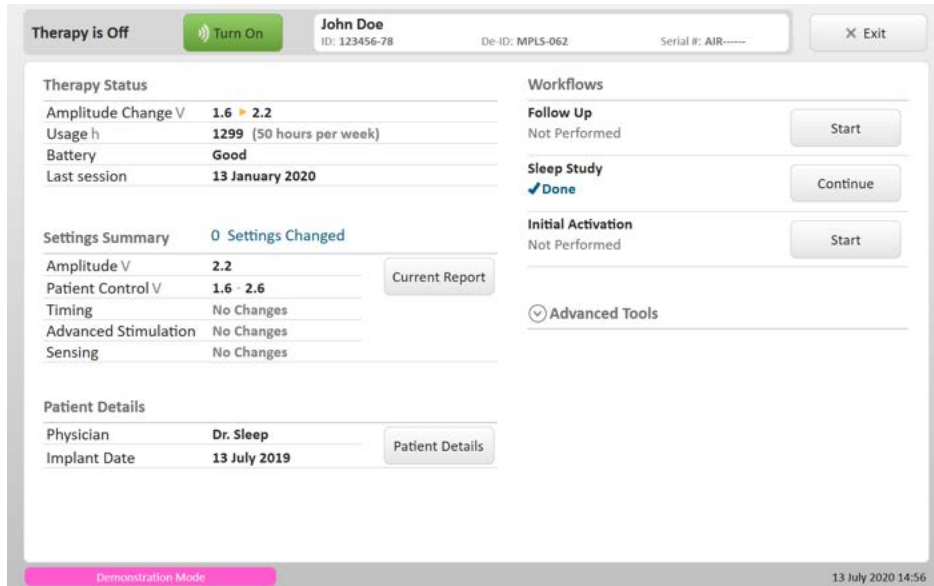 Therapy is Off
Turn On
John Doe
ID: 123456-78 De-ID: MPLS-062 Serial #: AIR------
× Exit
Therapy Status
Amplitude Change V 1.6 ▸ 2.2
Usage h 1299 (50 hours per week)
Battery Good
Last session 13 January 2020
Settings Summary 0 Settings Changed
Amplitude V 2.2
Patient Control V 1.6 - 2.6
Timing No Changes
Advanced Stimulation No Changes
Sensing No Changes
Current Report
Patient Details
Physician Dr. Sleep
Implant Date 13 July 2019
Patient Details
Workflows
Follow Up
Not Performed
Start
Sleep Study
✓Done
Continue
Initial Activation
Not Performed
Start
Advanced Tools
Demonstration Mode
13 July 2020 14:56